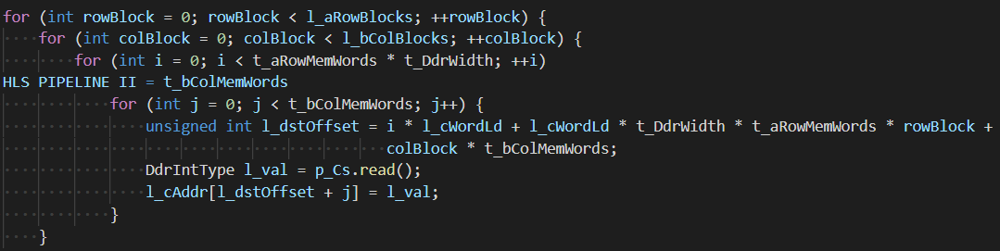 for (int rowBlock = 0; rowBlock < l_aRowBlocks; ++rowBlock) {
    for (int colBlock = 0; colBlock < l_bColBlocks; ++colBlock) {
        for (int i = 0; i < t_aRowMemWords * t_DdrWidth; ++i)
HLS PIPELINE II = t_bColMemWords
            for (int j = 0; j < t_bColMemWords; j++) {
                unsigned int l_dstOffset = i * l_cWordLd + l_cWordLd * t_DdrWidth * t_aRowMemWords * rowBlock +
                                           colBlock * t_bColMemWords;
                DdrIntType l_val = p_Cs.read();
                l_cAddr[l_dstOffset + j] = l_val;
            }
    }